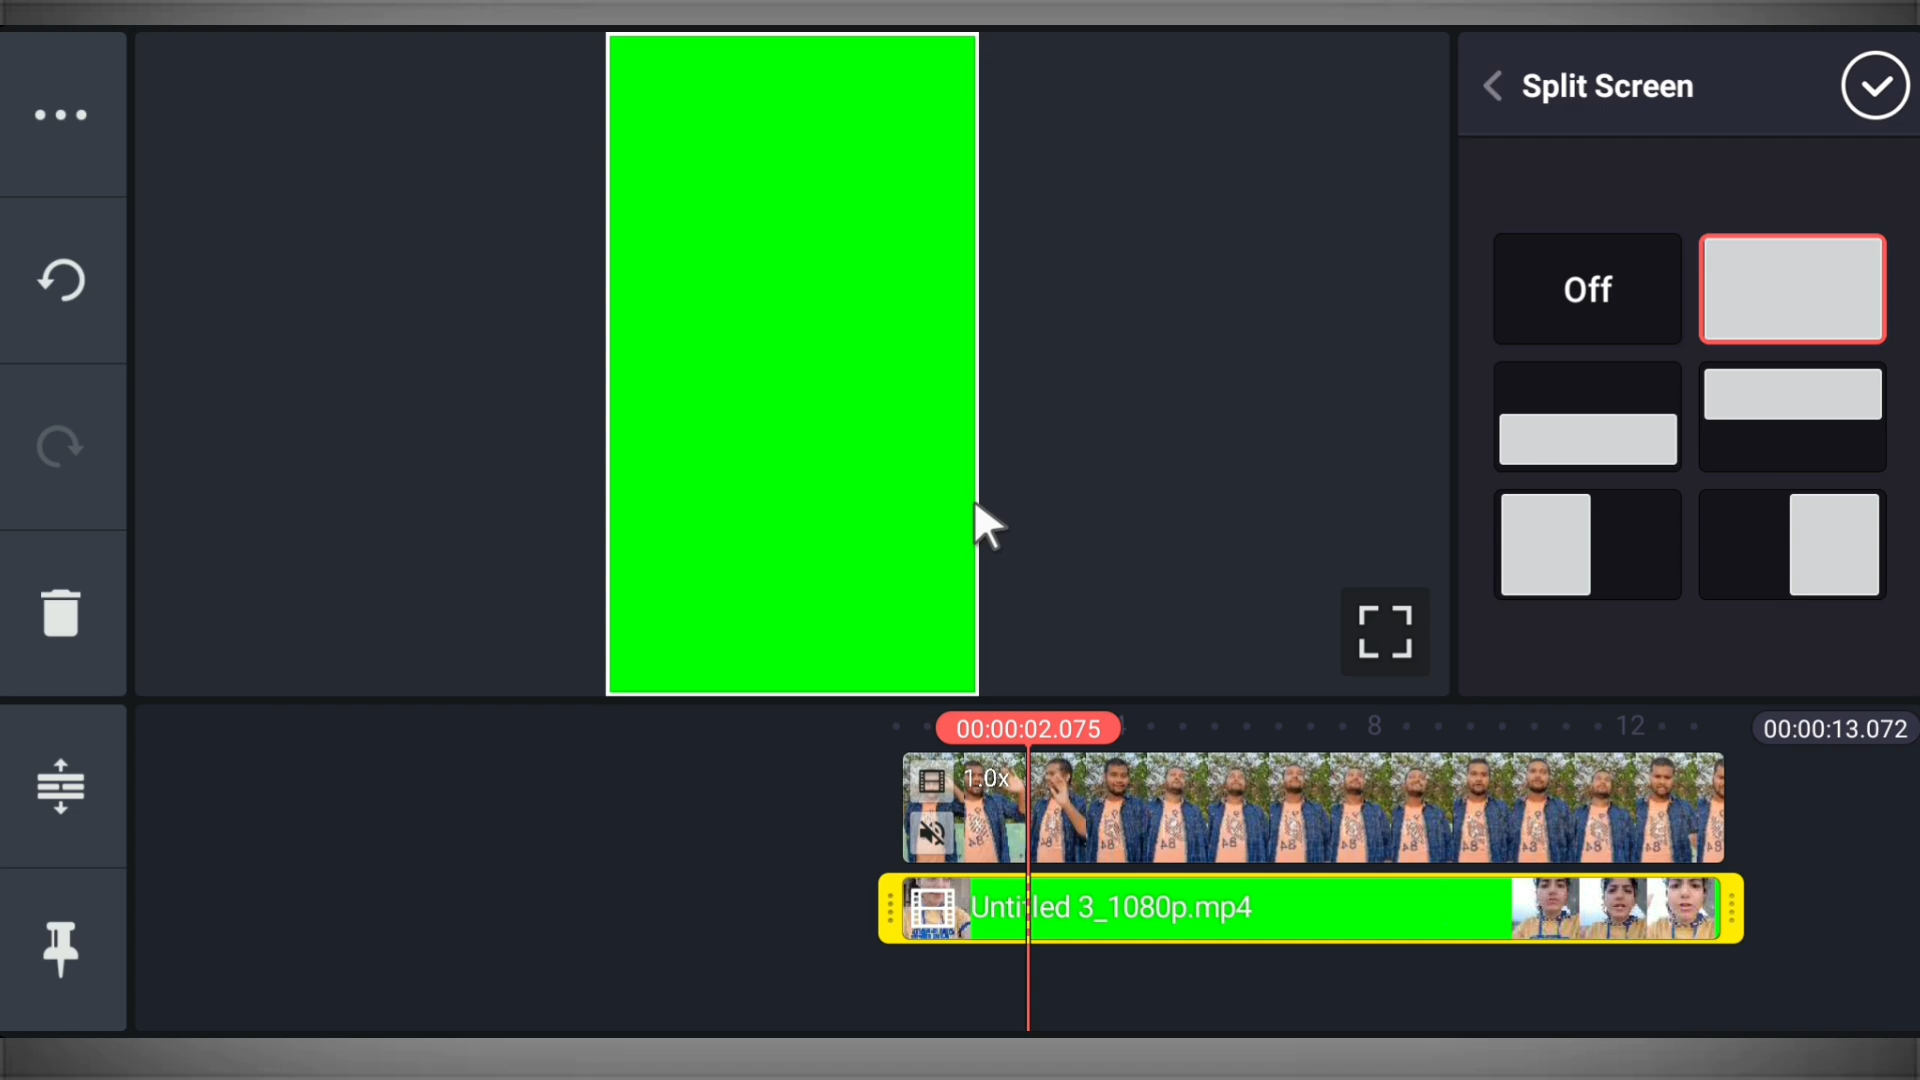 Split Screen
Off
00:00:02.075
8
12
00:00:13.072
1.0x
Untitled 3_1080p.mp4